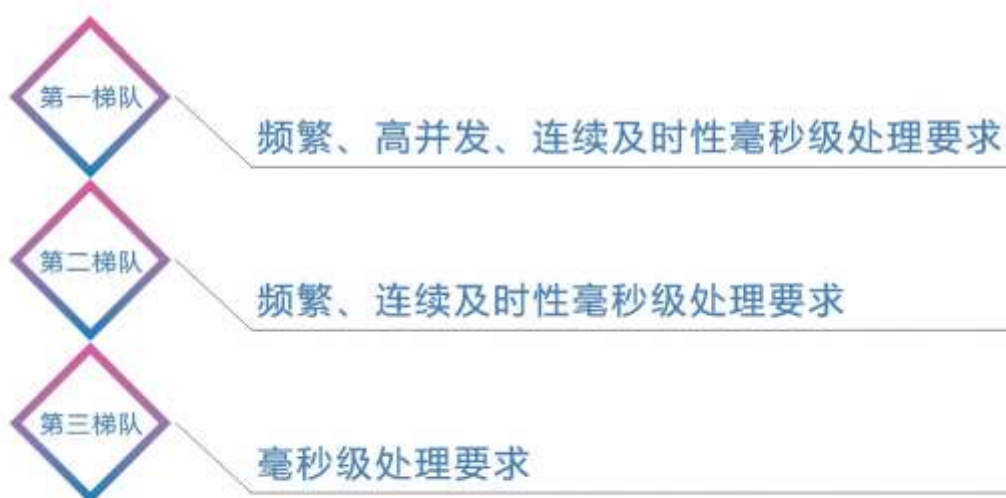 第一梯队
频繁、高并发、连续及时性毫秒级处理要求
第二梯队
频繁、连续及时性毫秒级处理要求
第三梯队
毫秒级处理要求